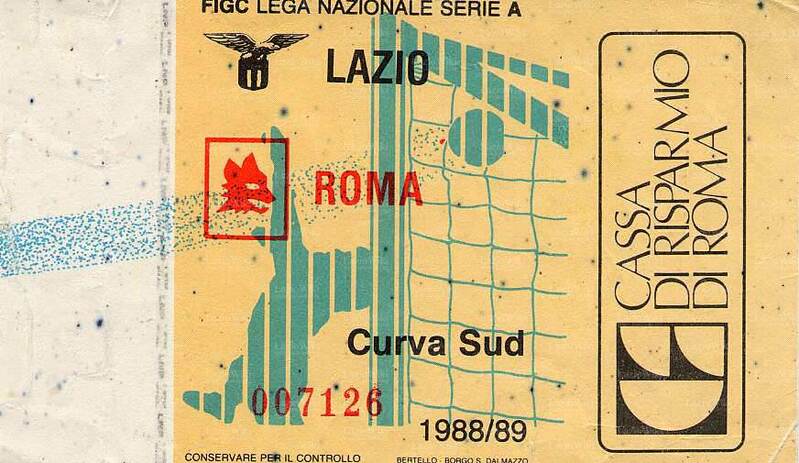 FIGC LEGA NAZIONALE SERIE A
LAZIO
ROMA
Curva Sud
007126
1988/89
CONSERVARE PER IL CONTROLLO
BERTELLO - BORGO S. DALMAZZO
CASSA
DI RISPARMIO
DI ROMA